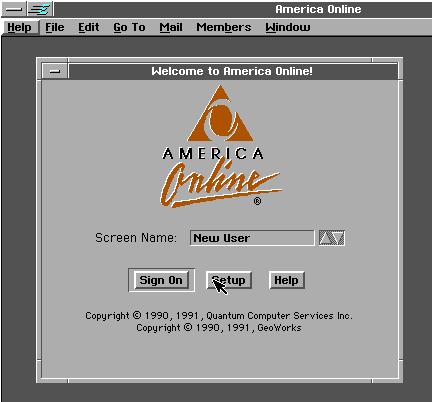 America Online
Help File Edit Go To Mail Members Window
Welcome to America Online!
AMERICA
Online
®
Screen Name: New User
Sign On Setup Help
Copyright © 1990, 1991, Quantum Computer Services Inc.
Copyright © 1990, 1991, GeoWorks